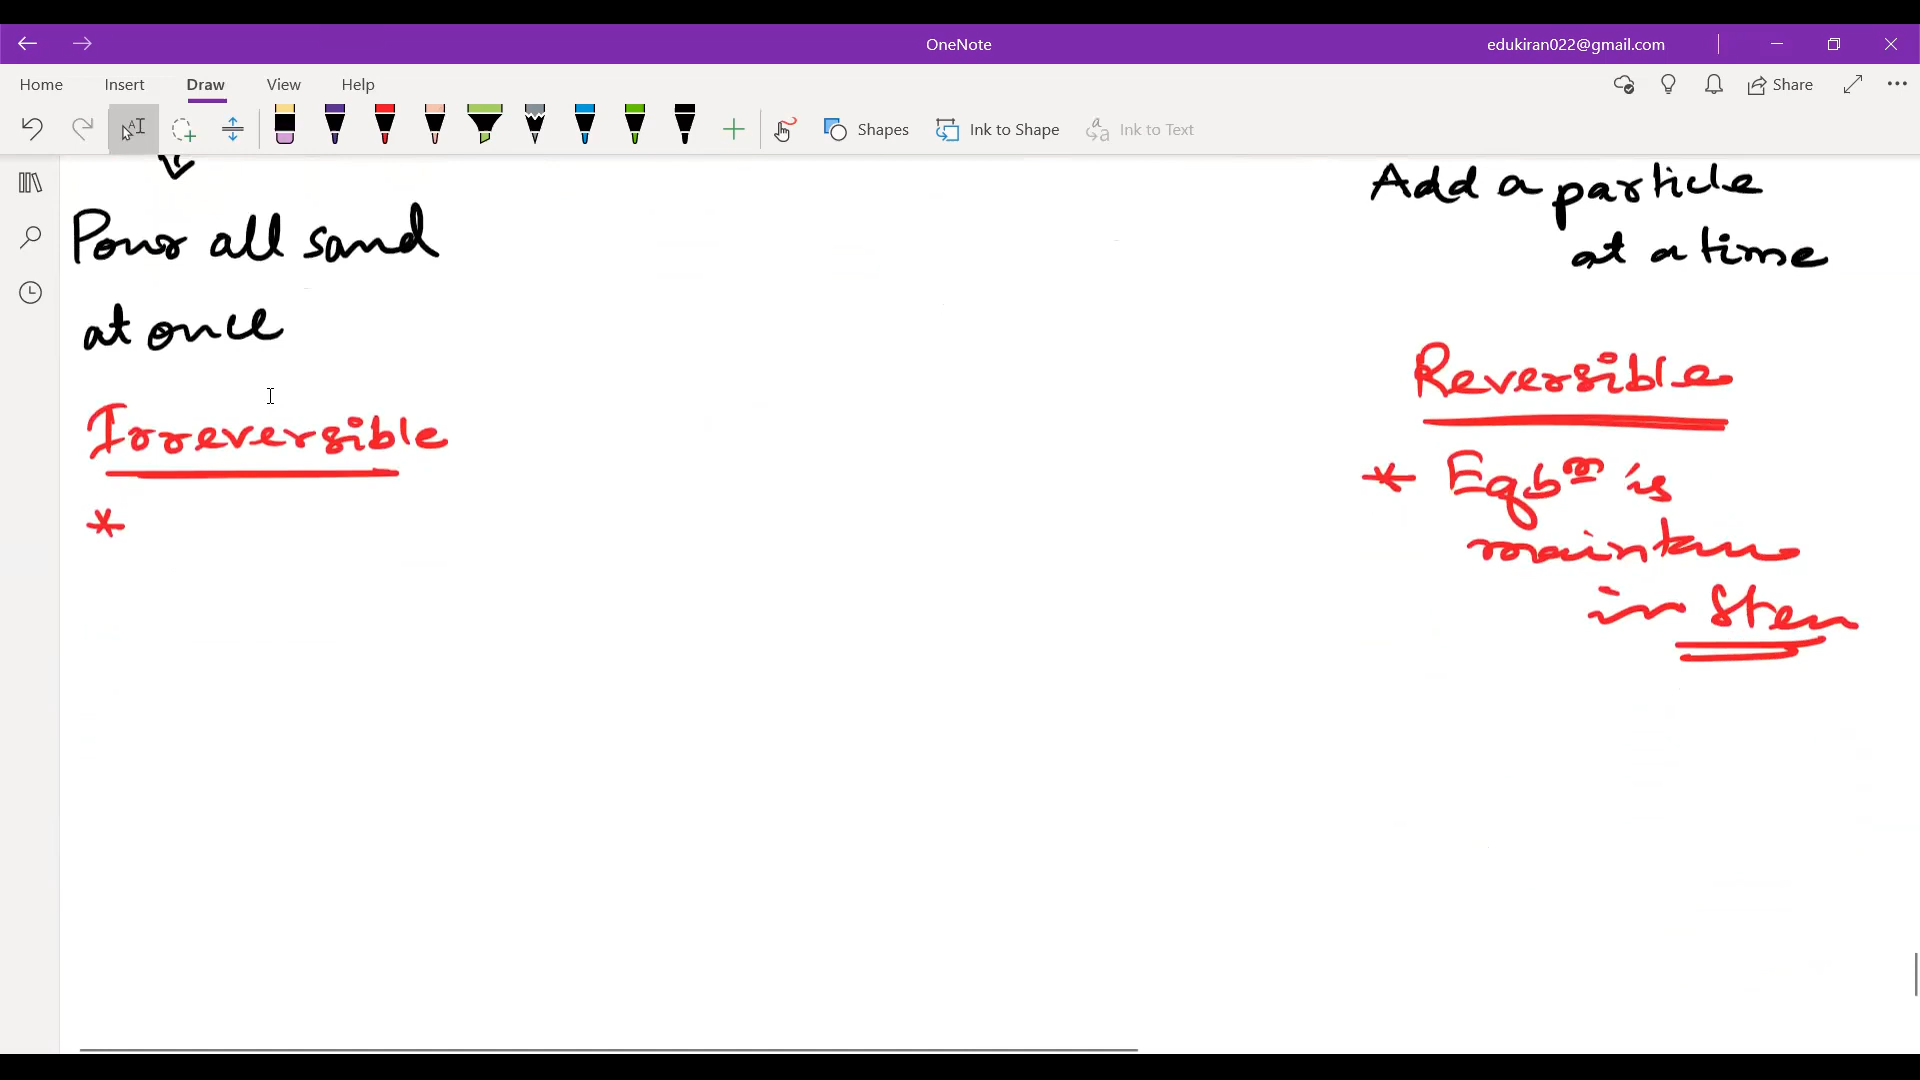 OneNote
edukiran022@gmail.com
Home Insert Draw View Help
Share
Shapes
Ink to Shape
Ink to Text
Pour all sand
at once
Irreversible
*
Add a particle
at a time
Reversible
* Eqbm is
maintain
in Stem